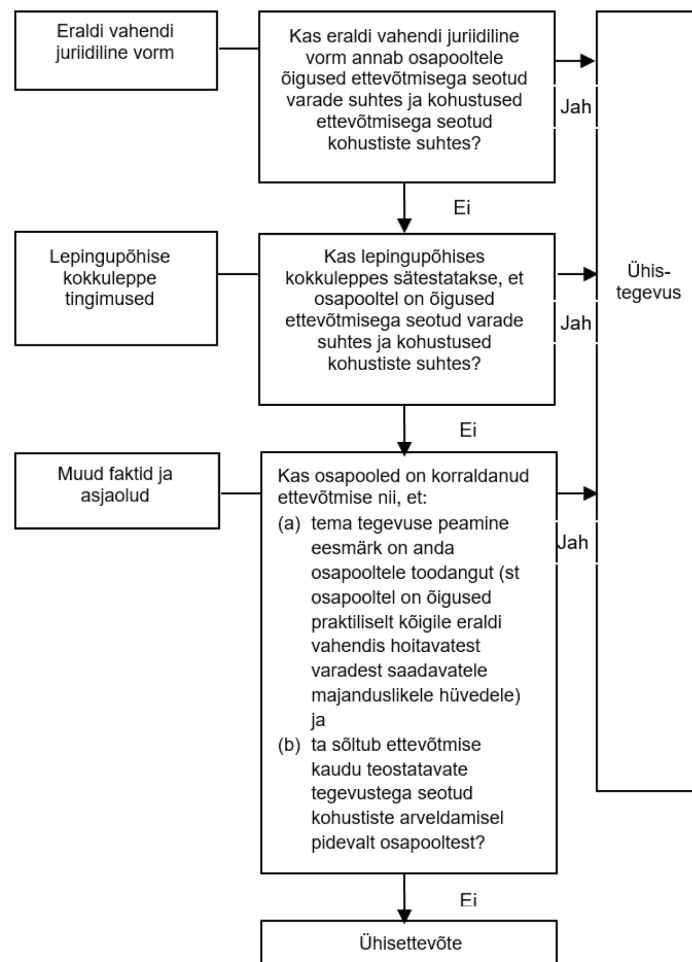 Eraldi vahendi
juriidiline vorm
Kas eraldi vahendi juriidiline
vorm annab osapooltele
õigused ettevõtmisega seotud
varade suhtes ja kohustused
ettevõtmisega seotud
kohustiste suhtes?
Jah
Ei
Lepingupõhise
kokkuleppe
tingimused
Kas lepingupõhises
kokkuleppes sätestatakse, et
osapooltel on õigused
ettevõtmisega seotud varade
suhtes ja kohustused
kohustiste suhtes?
Jah
Ühis-
tegevus
Ei
Muud faktid ja
asjaolud
Kas osapooled on korraldanud
ettevõtmise nii, et:
(a) tema tegevuse peamine
eesmärk on anda
osapooltele toodangut (st
osapooltel on õigused
praktiliselt kõigile eraldi
vahendis hoitavatest
varadest saadavatele
majanduslikele hüvedele)
ja
(b) ta sõltub ettevõtmise
kaudu teostatavate
tegevustega seotud
kohustiste arveldamisel
pidevalt osapooltest?
Jah
Ei
Ühisettevõte